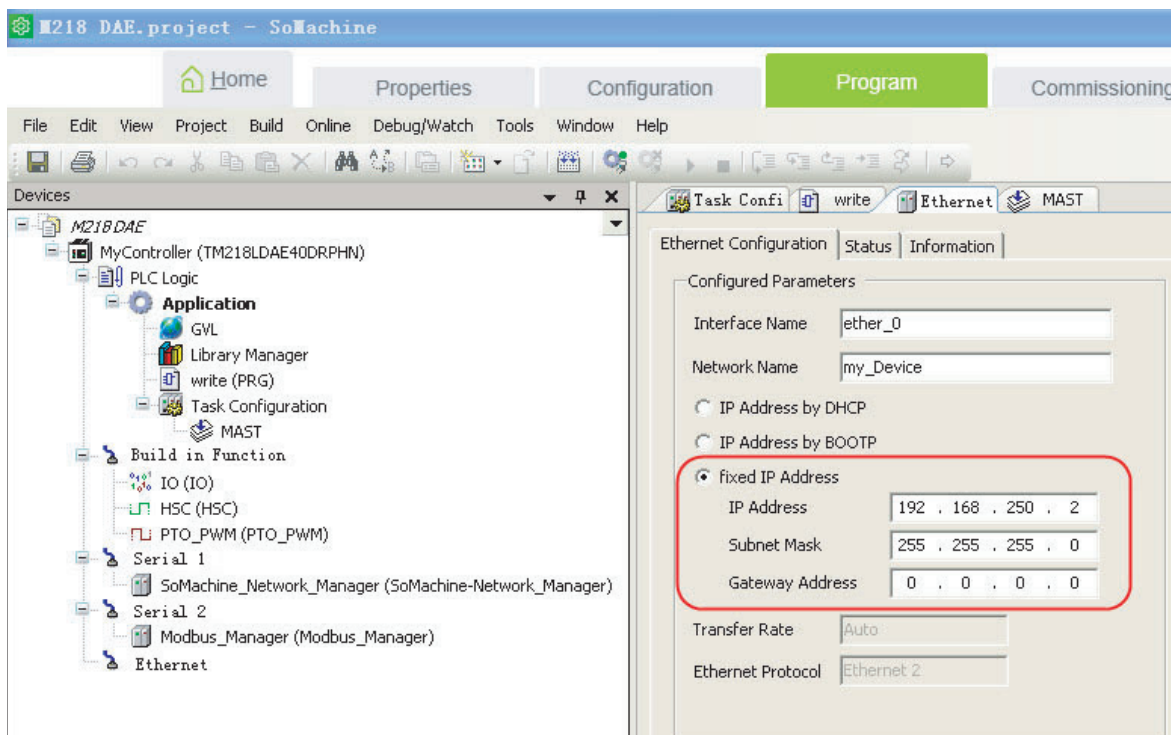 M218 DAE.project - SoMachine
Home Properties Configuration Program Commissioning
File Edit View Project Build Online Debug/Watch Tools Window Help
Devices
M218 DAE
MyController (TM218LDAE40DRPHN)
PLC Logic
Application
GVL
Library Manager
write (PRG)
Task Configuration
MAST
Build in Function
IO (IO)
HSC (HSC)
PTO_PWM (PTO_PWM)
Serial 1
SoMachine_Network_Manager (SoMachine-Network_Manager)
Serial 2
Modbus_Manager (Modbus_Manager)
Ethernet
Task Confi write Ethernet MAST
Ethernet Configuration Status Information
Configured Parameters
Interface Name ether_0
Network Name my_Device
IP Address by DHCP
IP Address by BOOTP
fixed IP Address
IP Address 192 . 168 . 250 . 2
Subnet Mask 255 . 255 . 255 . 0
Gateway Address 0 . 0 . 0 . 0
Transfer Rate Auto
Ethernet Protocol Ethernet 2